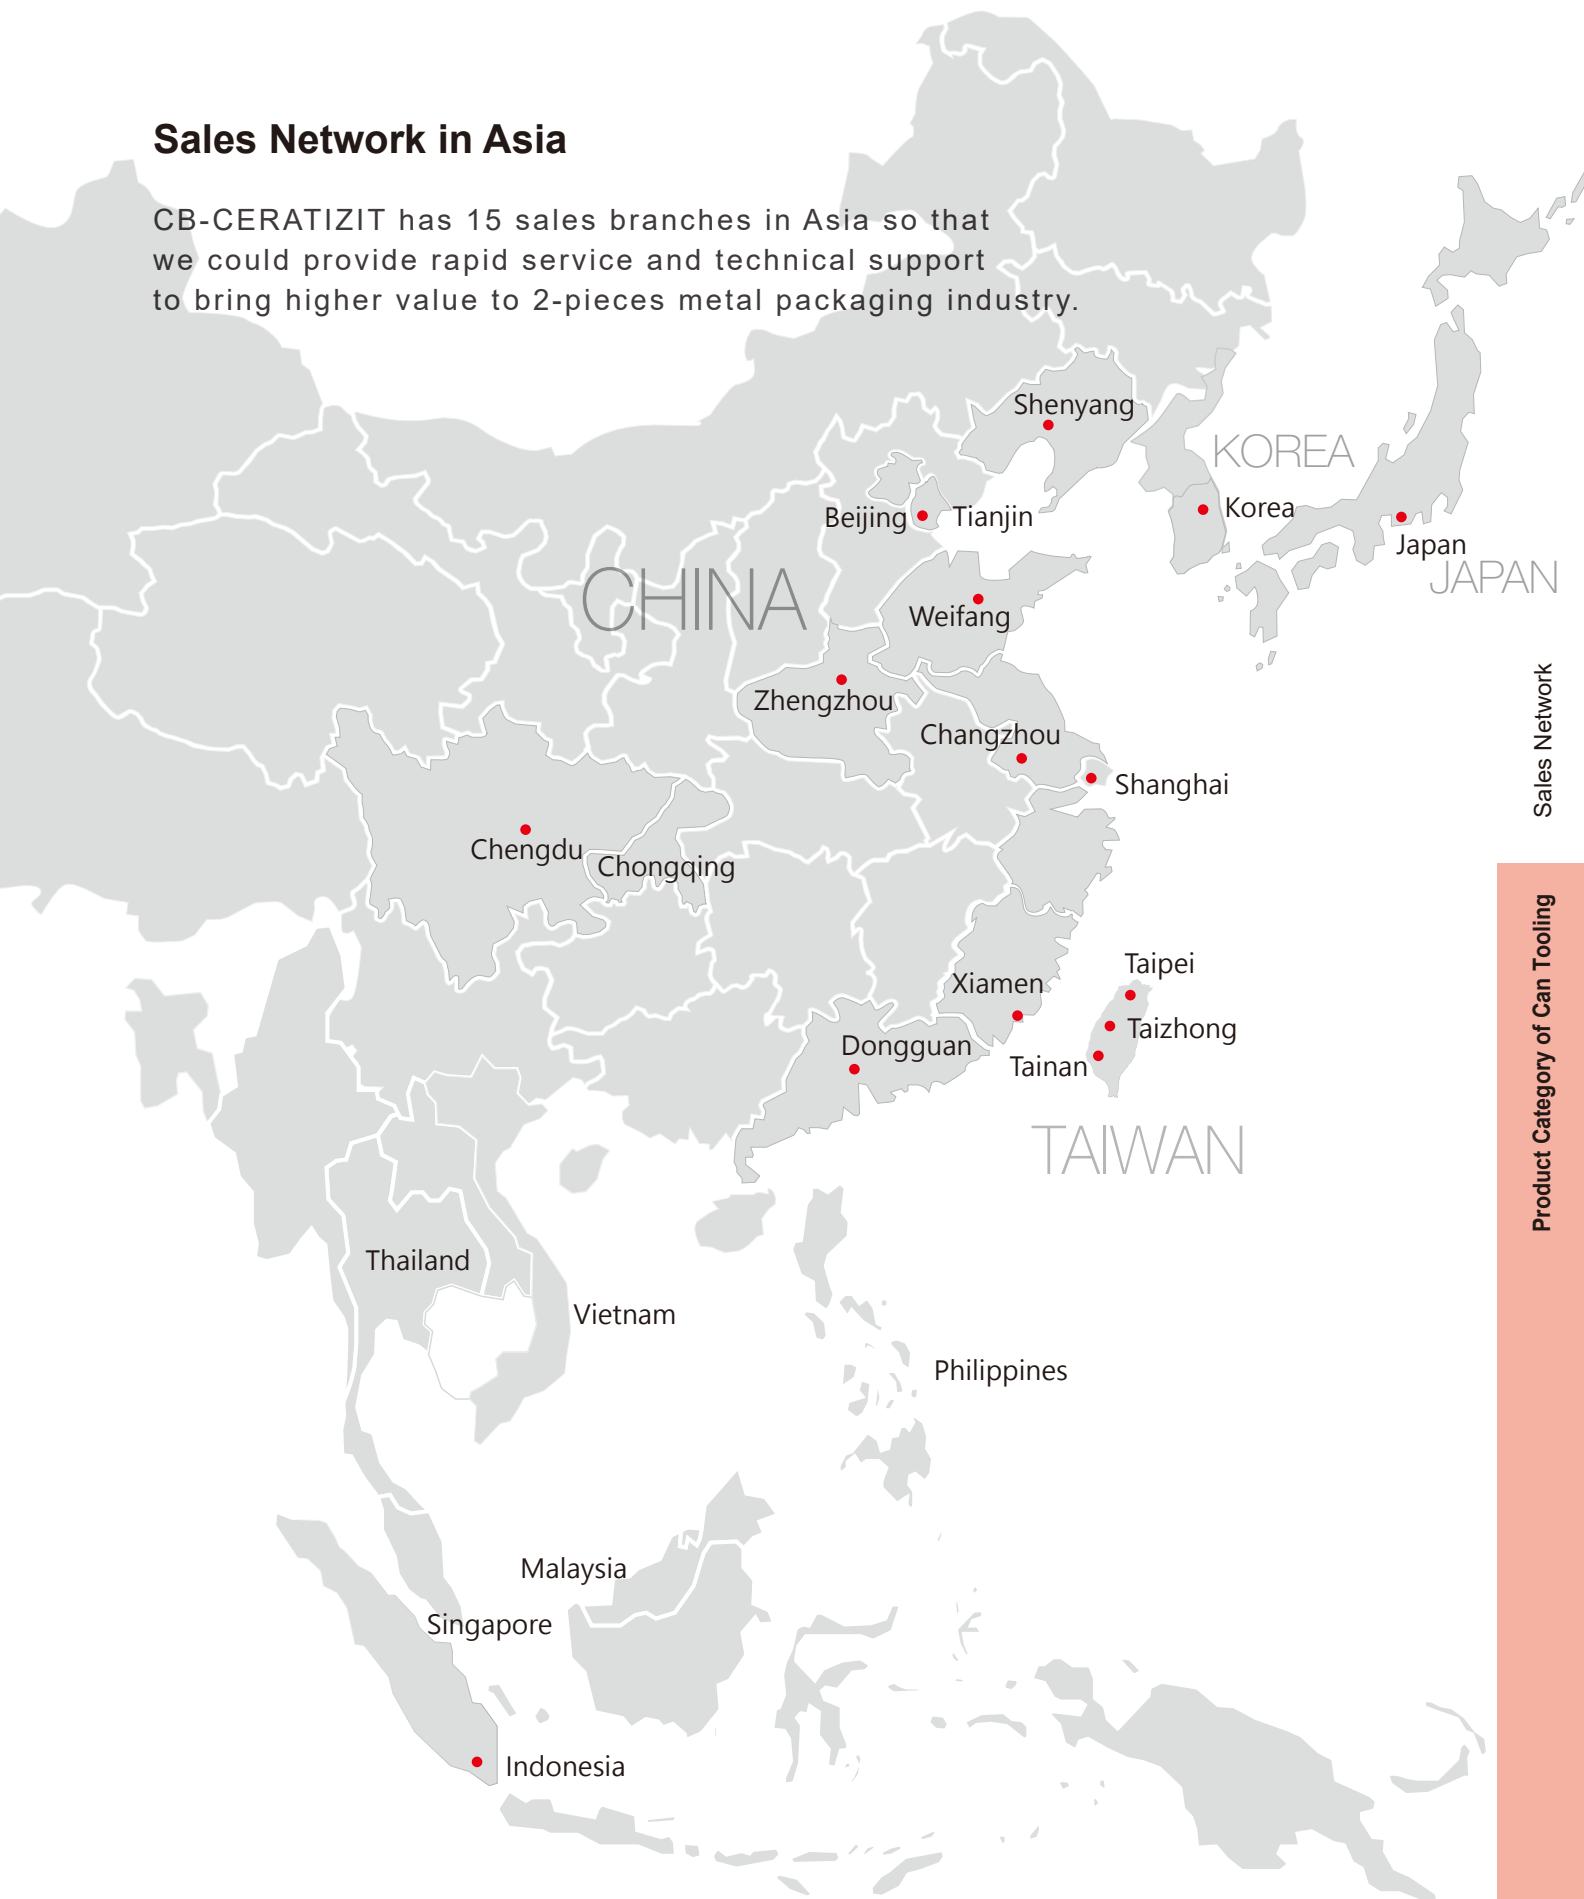 Sales Network in Asia
CB-CERATIZIT has 15 sales branches in Asia so that
we could provide rapid service and technical support
to bring higher value to 2-pieces metal packaging industry.
Shenyang
KOREA
Korea
Beijing
Tianjin
Japan
JAPAN
CHINA
Weifang
Zhengzhou
Changzhou
Shanghai
Chengdu
Chongqing
Xiamen
Taipei
Taizhong
Dongguan
Tainan
TAIWAN
Thailand
Vietnam
Philippines
Malaysia
Singapore
Indonesia
Sales Network
Product Category of Can Tooling